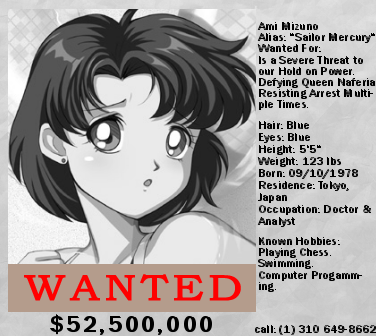 Ami Mizuno
Alias: "Sailor Mercury"
Wanted For:
Is a Severe Threat to
our Hold on Power.
Defying Queen Naferia
Resisting Arrest Multi-
ple Times.
Hair: Blue
Eyes: Blue
Height: 5'5"
Weight: 123 lbs
Born: 09/10/1978
Residence: Tokyo,
Japan
Occupation: Doctor &
Analyst
Known Hobbies:
Playing Chess.
Swimming.
Computer Progamm-
ing.
WANTED
$52,500,000
call: (1) 310 649-8662